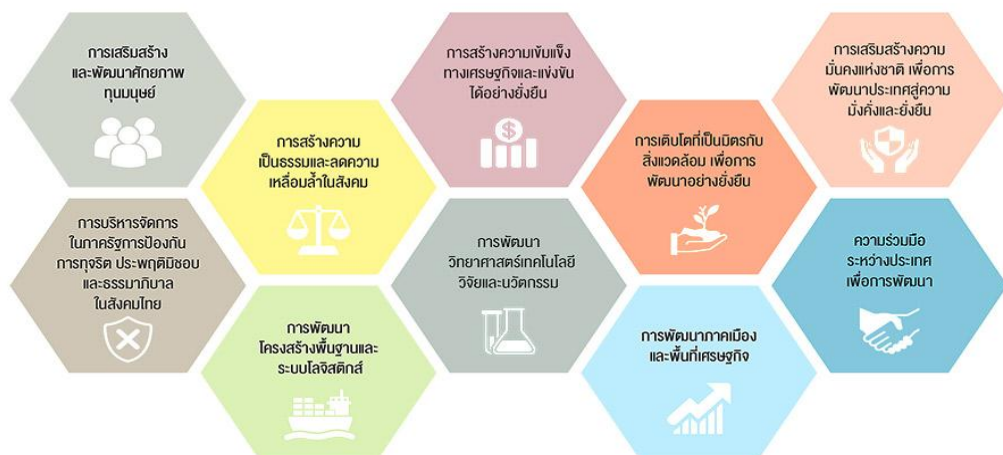 การเสริมสร้าง
และพัฒนาศักยภาพ
ทุนมนุษย์
การสร้างความ
เป็นธรรมและลดความ
เหลื่อมล้ำในสังคม
การสร้างความเข้มแข็ง
ทางเศรษฐกิจและแข่งขัน
ได้อย่างยั่งยืน
การเติบโตที่เป็นมิตรกับ
สิ่งแวดล้อม เพื่อการ
พัฒนาอย่างยั่งยืน
การเสริมสร้างความ
มั่นคงแห่งชาติ เพื่อการ
พัฒนาประเทศสู่ความ
มั่งคั่งและยั่งยืน
การบริหารจัดการ
ในภาครัฐการป้องกัน
การทุจริต ประพฤติมิชอบ
และธรรมาภิบาล
ในสังคมไทย
การพัฒนา
โครงสร้างพื้นฐานและ
ระบบโลจิสติกส์
การพัฒนา
วิทยาศาสตร์เทคโนโลยี
วิจัยและนวัตกรรม
การพัฒนาภาคเมือง
และพื้นที่เศรษฐกิจ
ความร่วมมือ
ระหว่างประเทศ
เพื่อการพัฒนา